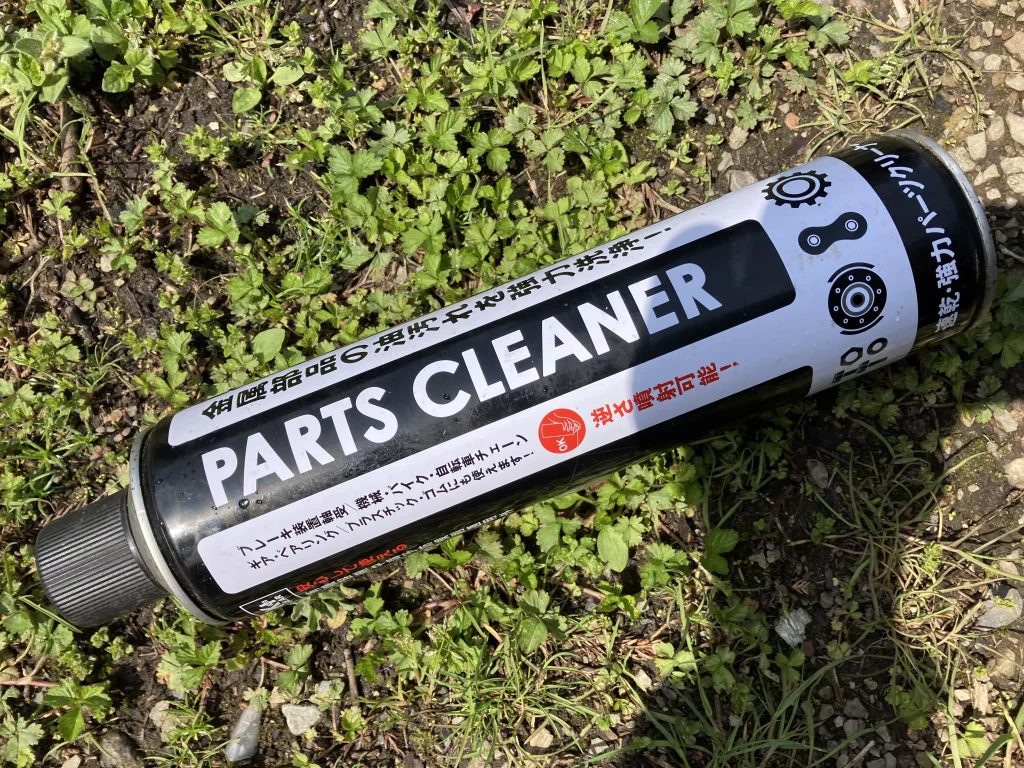 速乾・強力パーツクリーナ
金属部品の油汚れを強力洗浄！
PARTS CLEANER
ブレーキ装置軸受／機械・バイク・自転車チェーン
ギア・ベアリング／プラスチック・ゴムにも使えます！
OK
逆さ噴射可能！